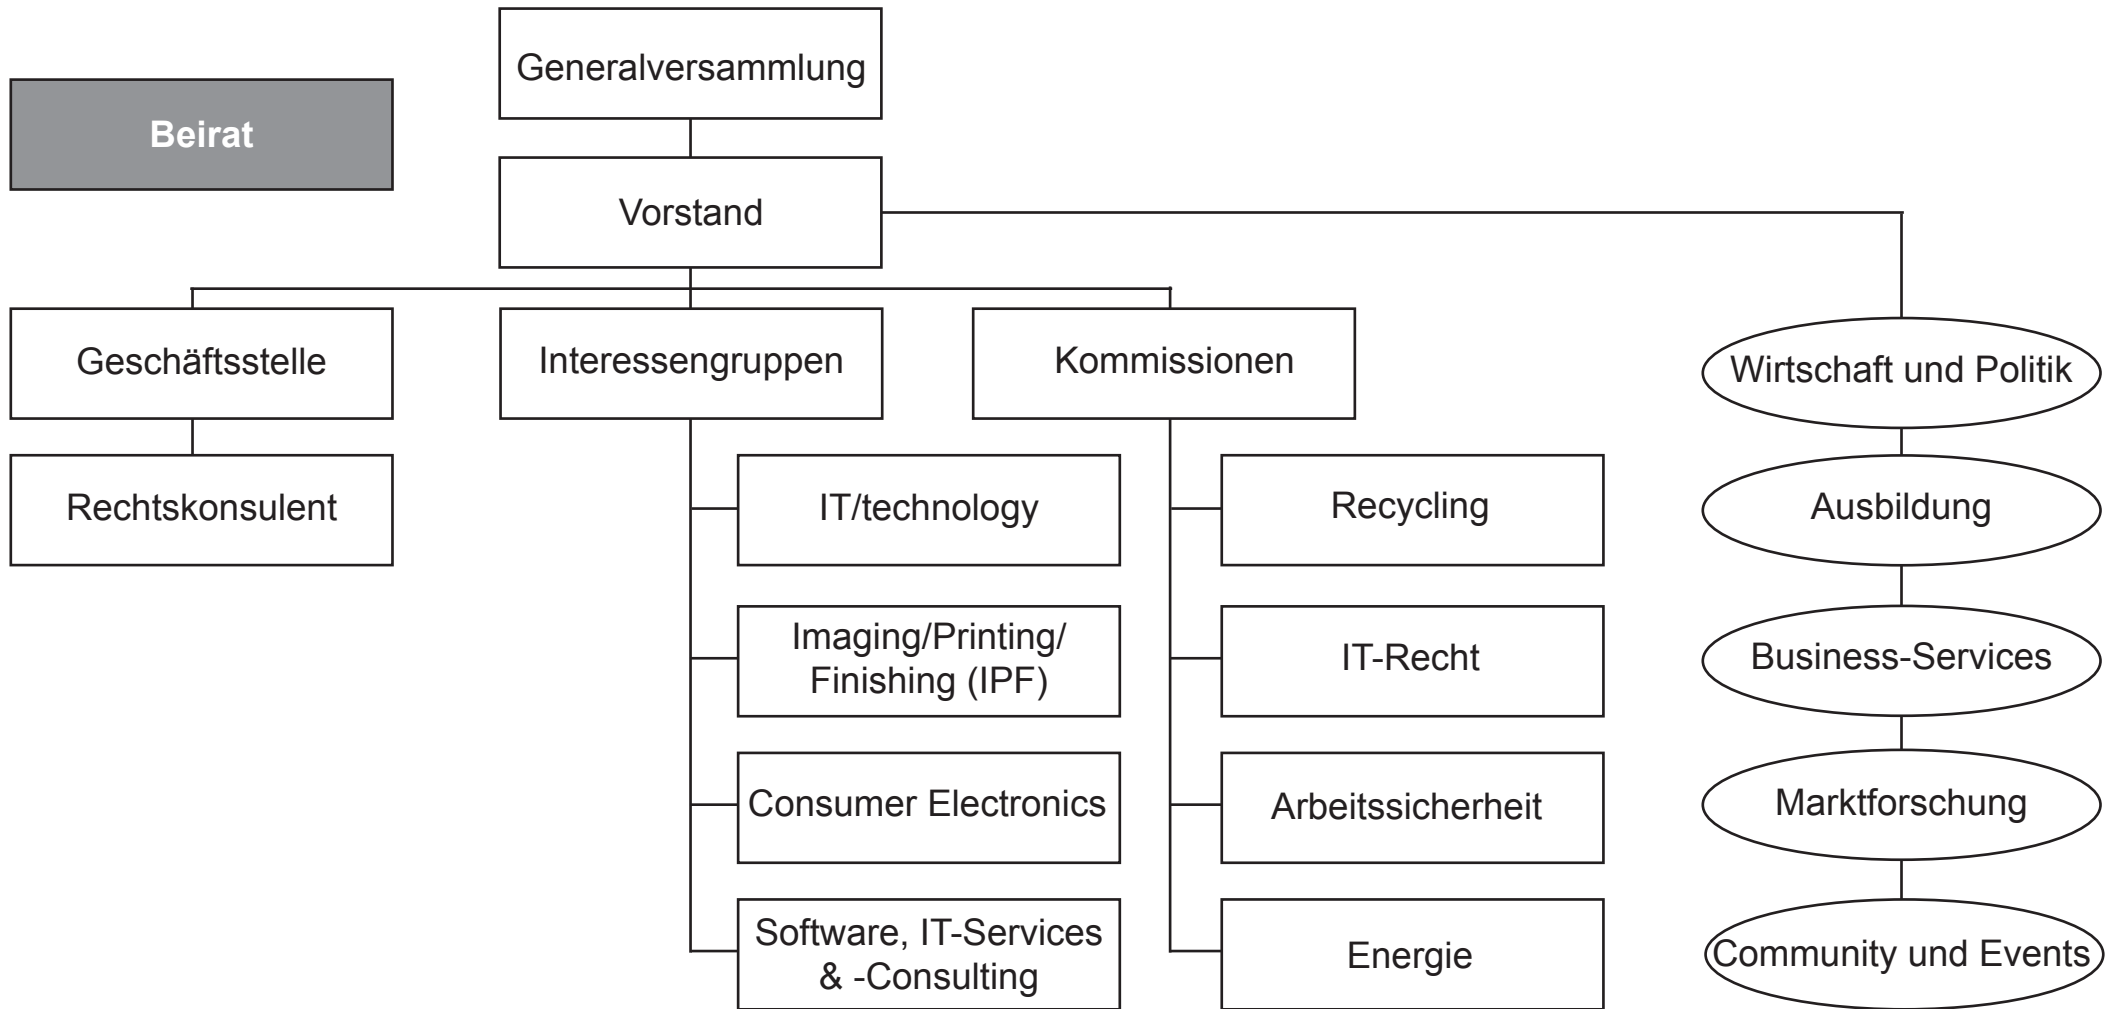 Generalversammlung
Beirat
Vorstand
Geschäftsstelle
Interessengruppen
Kommissionen
Wirtschaft und Politik
Rechtskonsulent
IT/technology
Recycling
Ausbildung
Imaging/Printing/
Finishing (IPF)
IT-Recht
Business-Services
Consumer Electronics
Arbeitssicherheit
Marktforschung
Software, IT-Services
& -Consulting
Energie
Community und Events